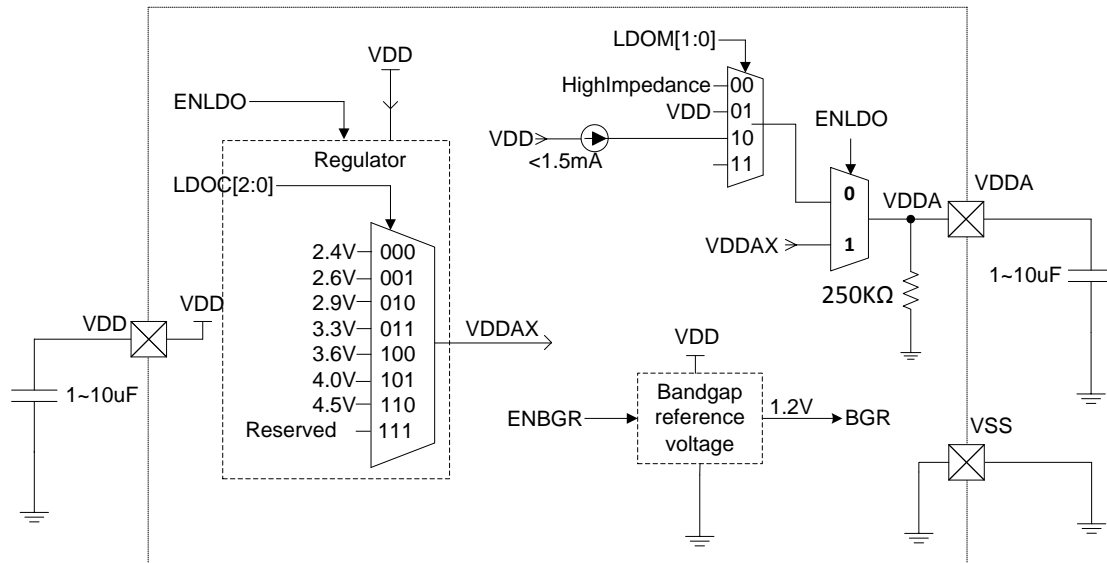 LDOM[1:0]
VDD
HighImpedance
00
ENLDO
VDD
01
ENLDO
VDD
10
<1.5mA
11
Regulator
LDOC[2:0]
0
VDDA
VDDA
VDDAX
1
2.4V
000
2.6V
001
250KΩ
1~10uF
2.9V
010
VDD
VDD
3.3V
011
VDDAX
3.6V
100
VDD
4.0V
101
1~10uF
4.5V
110
Bandgap
reference
voltage
ENBGR
1.2V
BGR
Reserved
111
VSS